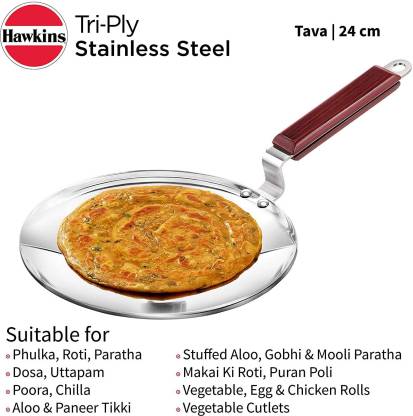 Hawkins
Tri-Ply
Stainless Steel
Tava | 24 cm
Suitable for
• Phulka, Roti, Paratha
• Dosa, Uttapam
• Poora, Chilla
• Aloo & Paneer Tikki
• Stuffed Aloo, Gobhi & Mooli Paratha
• Makai Ki Roti, Puran Poli
• Vegetable, Egg & Chicken Rolls
• Vegetable Cutlets